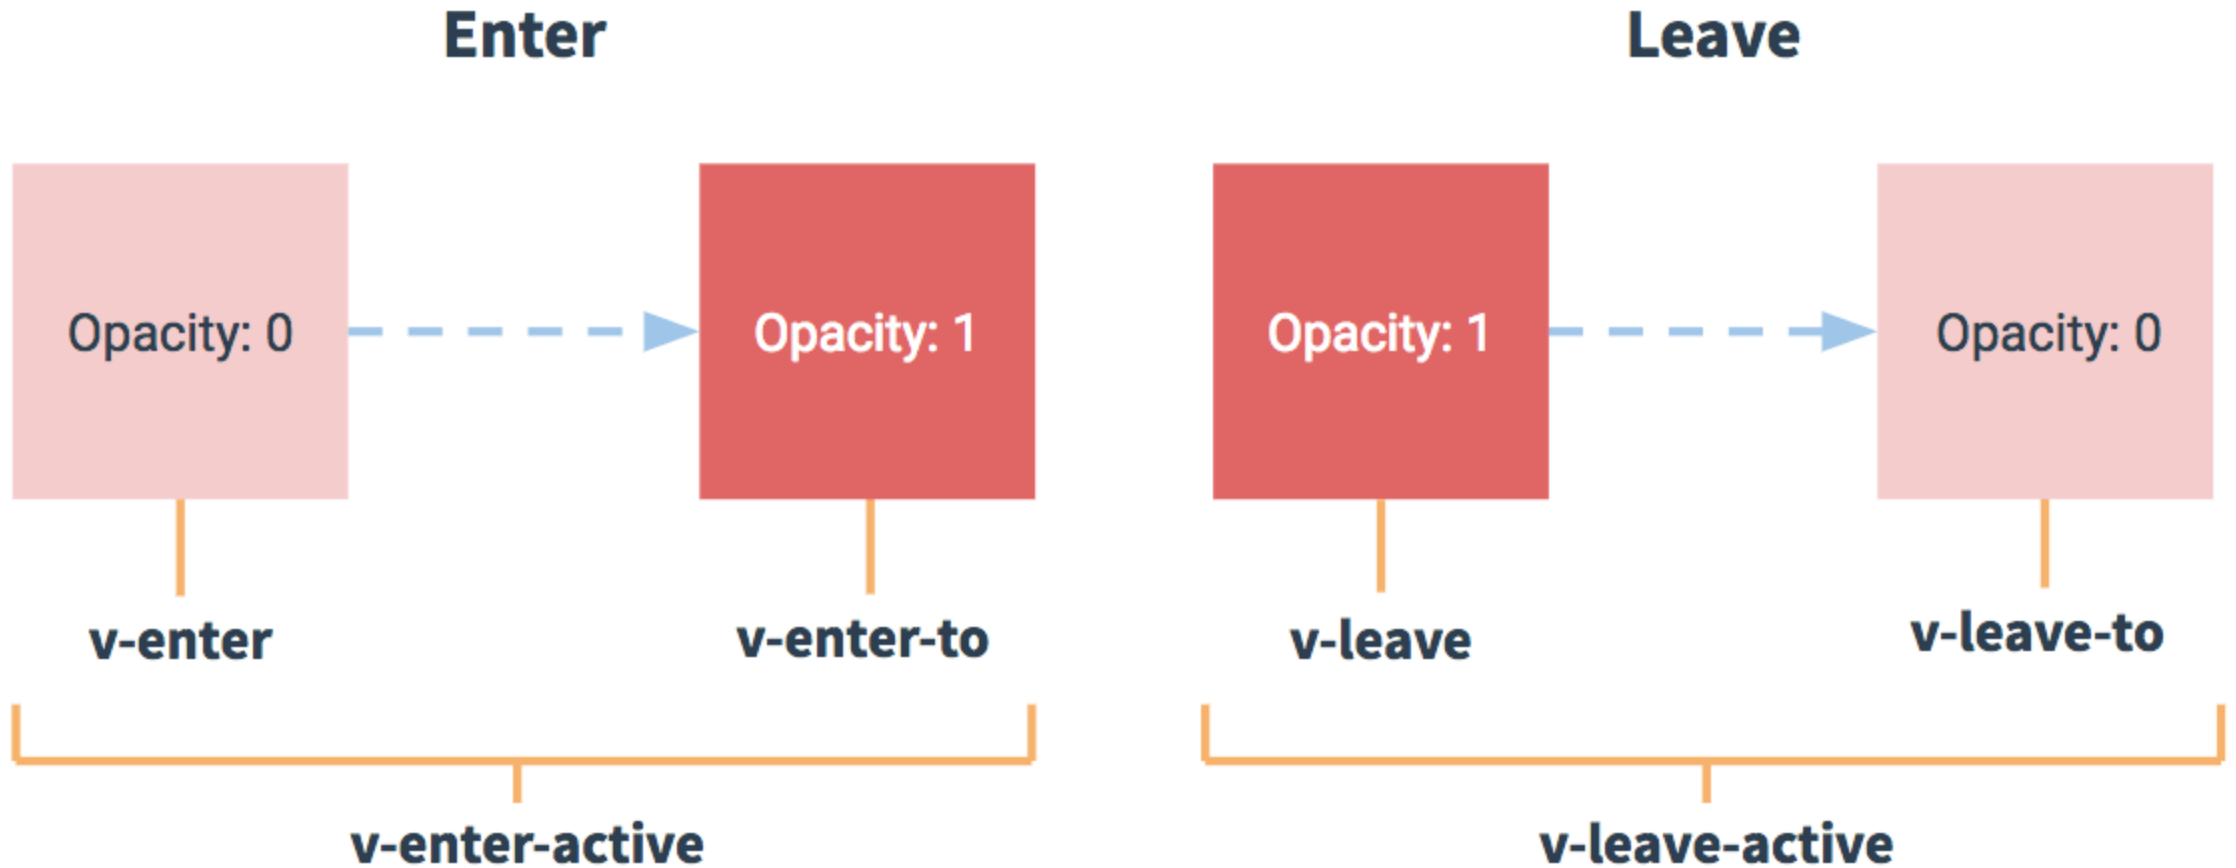 Enter
Leave
Opacity: 0
Opacity: 1
Opacity: 1
Opacity: 0
v-enter
v-enter-to
v-leave
v-leave-to
v-enter-active
v-leave-active